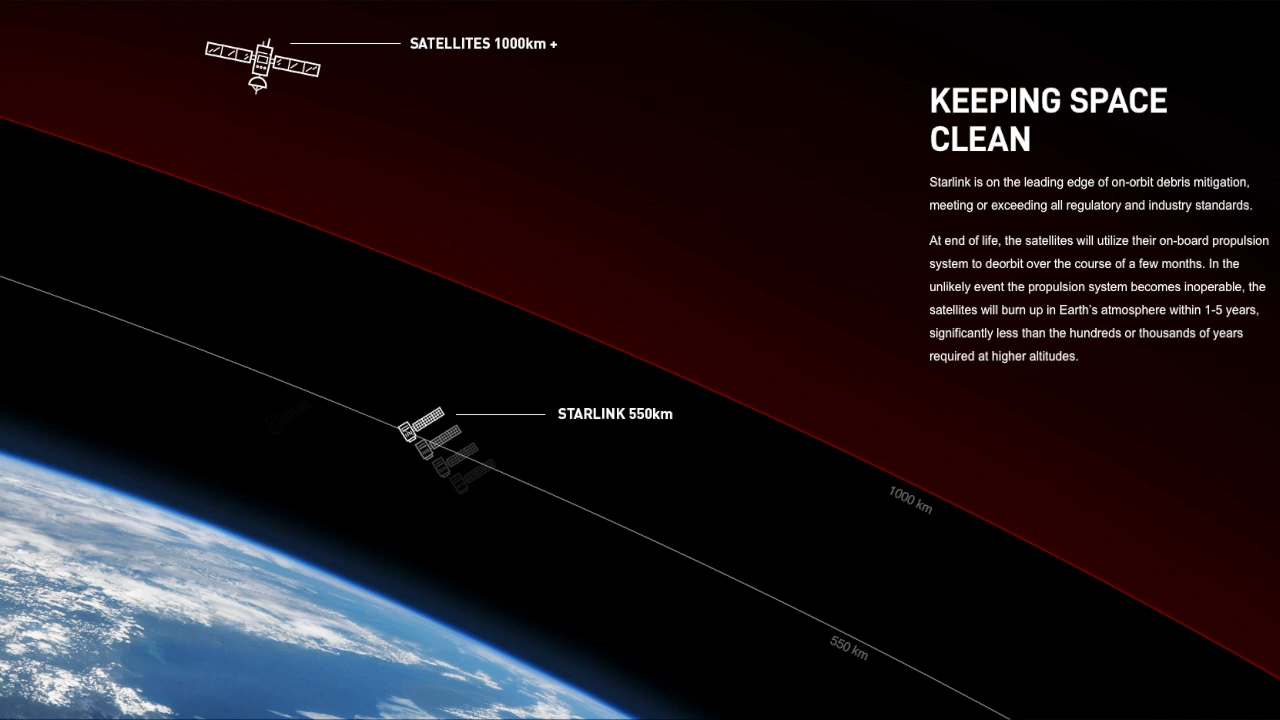 SATELLITES 1000km +
KEEPING SPACE
CLEAN
Starlink is on the leading edge of on-orbit debris mitigation,
meeting or exceeding all regulatory and industry standards.
At end of life, the satellites will utilize their on-board propulsion
system to deorbit over the course of a few months. In the
unlikely event the propulsion system becomes inoperable, the
satellites will burn up in Earth's atmosphere within 1-5 years,
significantly less than the hundreds or thousands of years
required at higher altitudes.
STARLINK 550km
1000 km
550 km